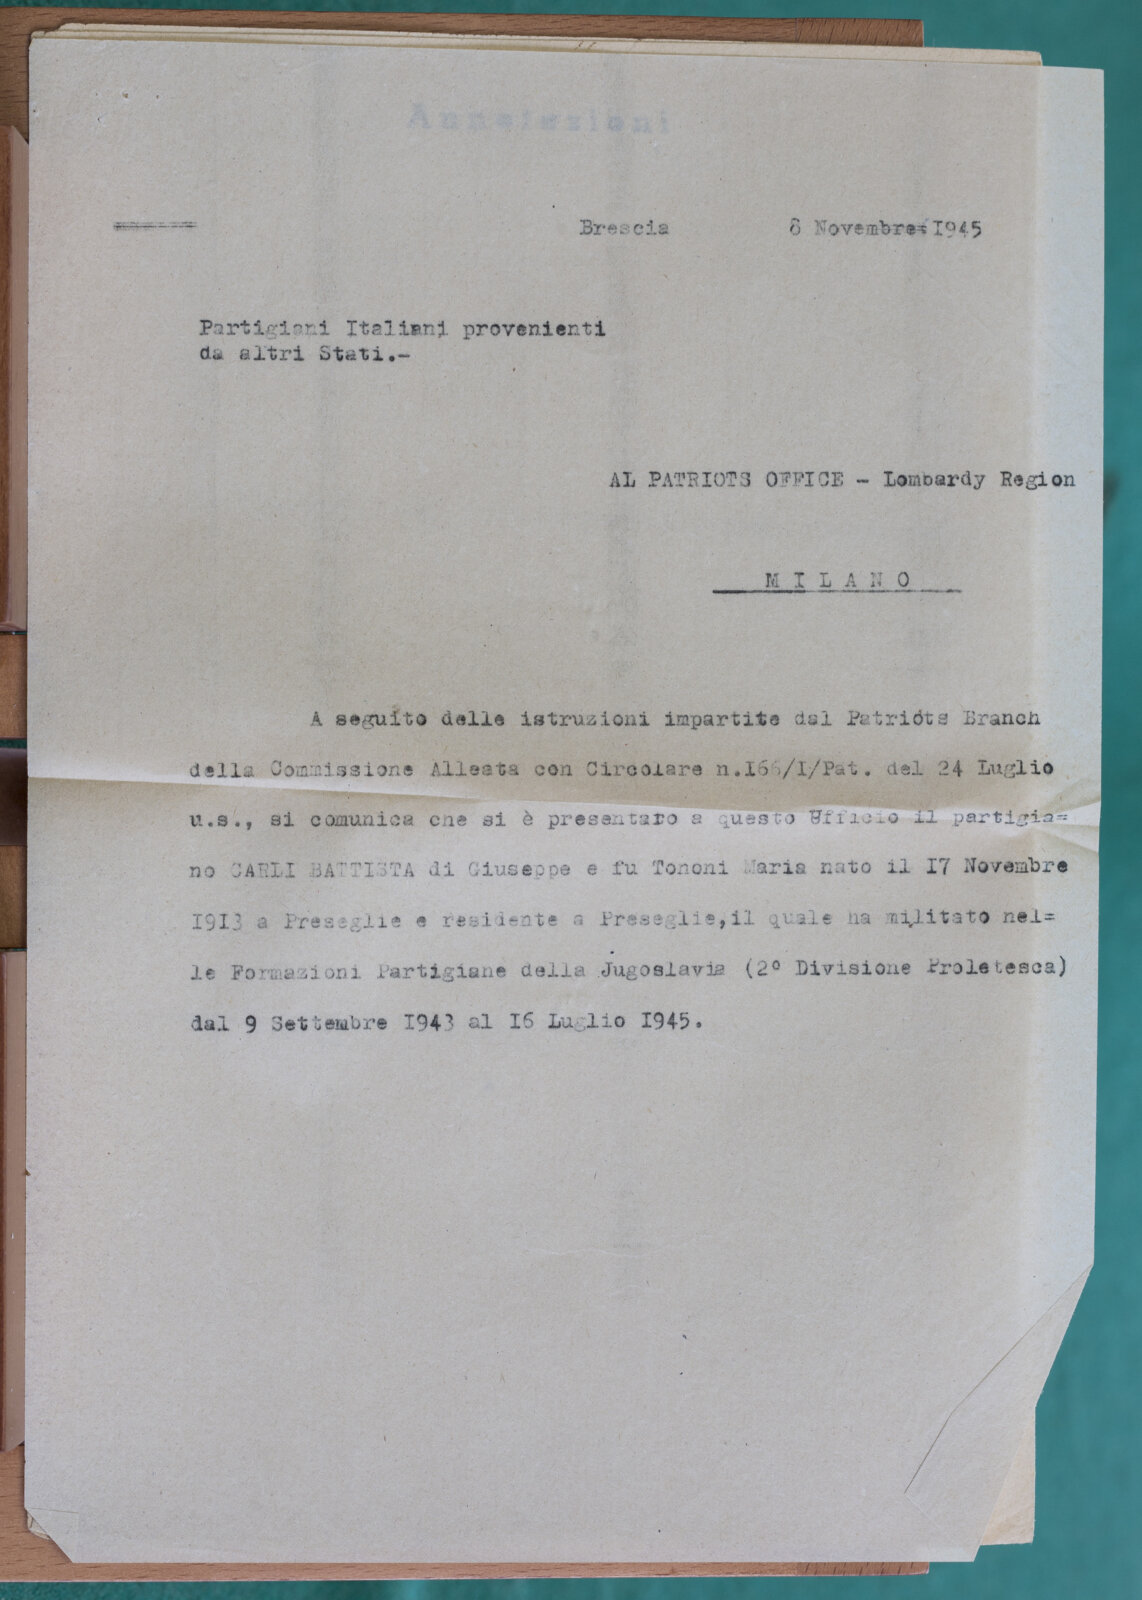 Annotazioni
Brescia 8 Novembre 1945
Partigiani Italiani provenienti
da altri Stati.-
AL PATRIOTS OFFICE - Lombardy Region
M I L A N O
A seguito delle istruzioni impartite dal Patriots Branch
della Commissione Alleata con Circolare n.166/1/Pat. del 24 Luglio
u.s., si comunica che si è presentaro a questo Ufficio il partigia=
no CARLI BATTISTA di Giuseppe e fu Tononi Maria nato il 17 Novembre
1913 a Preseglie e residente a Preseglie,il quale ha militato nel=
le Formazioni Partigiane della Jugoslavia (2° Divisione Proletesca)
dal 9 Settembre 1943 al 16 Luglio 1945.